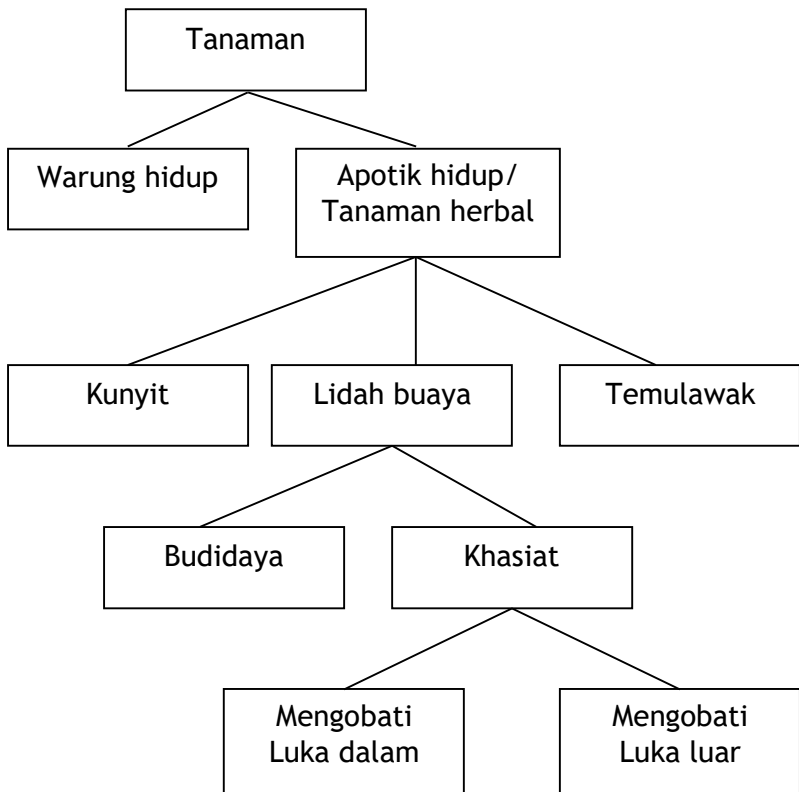 Tanaman
Warung hidup
Apotik hidup/
Tanaman herbal
Kunyit
Lidah buaya
Temulawak
Budidaya
Khasiat
Mengobati
Luka dalam
Mengobati
Luka luar